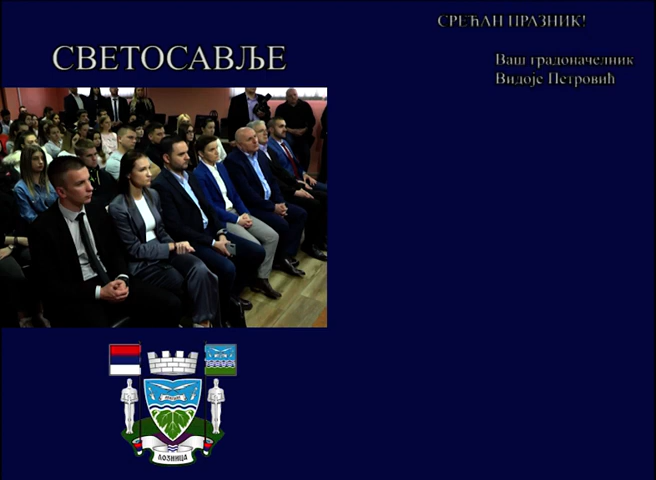 СРЕЋАН ПРАЗНИК!
СВЕТОСАВЉЕ
Ваш градоначелник
Видоје Петровић
ЛОЗНИЦА